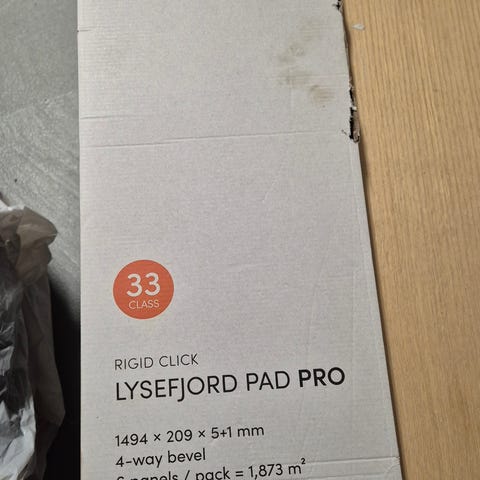 33
CLASS
RIGID CLICK
LYSEFJORD PAD PRO
1494 × 209 × 5+1 mm
4-way bevel
6 panels / pack = 1,873 m²